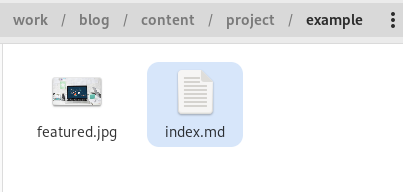 work / blog / content / project / example
featured.jpg index.md